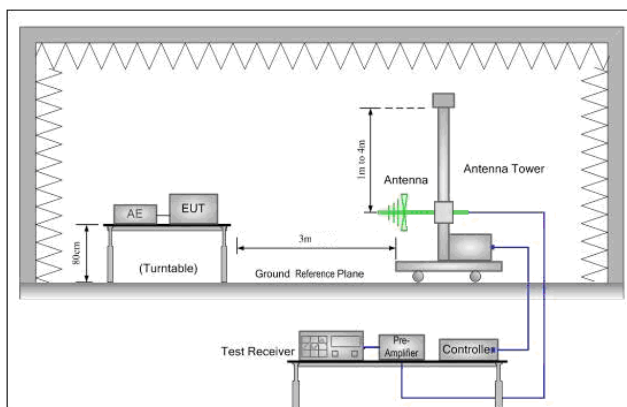 1m to 4m
Antenna
Antenna Tower
AE
EUT
80cm
(Turntable)
3m
Ground Reference Plane
Test Receiver
Pre-
Amplifier
Controller